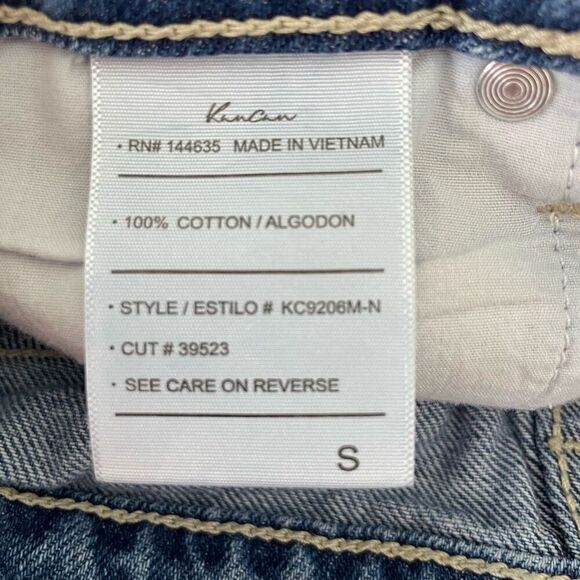 KanCan
• RN# 144635 MADE IN VIETNAM
• 100% COTTON / ALGODON
• STYLE / ESTILO # KC9206M-N
• CUT # 39523
• SEE CARE ON REVERSE
S